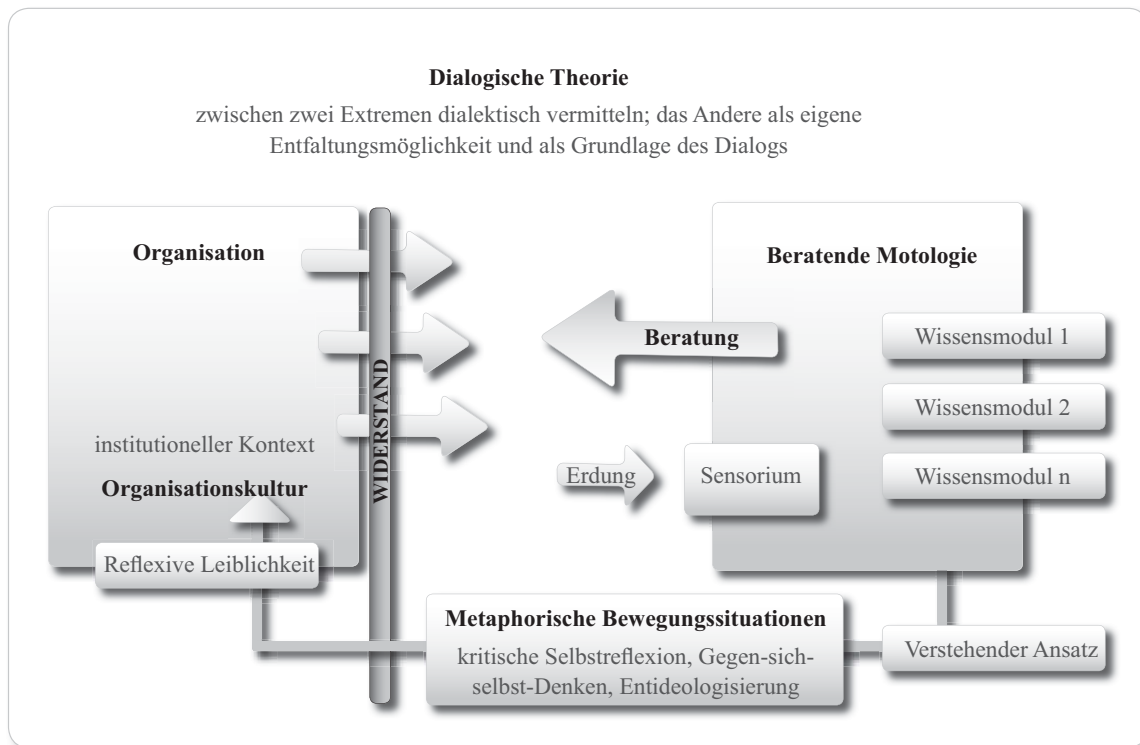 Dialogische Theorie
zwischen zwei Extremen dialektisch vermitteln; das Andere als eigene
Entfaltungsmöglichkeit und als Grundlage des Dialogs
Organisation
institutioneller Kontext
Organisationskultur
Reflexive Leiblichkeit
WIDERSTAND
Beratung
Erdung
Beratende Motologie
Wissensmodul 1
Wissensmodul 2
Wissensmodul n
Sensorium
Metaphorische Bewegungssituationen
kritische Selbstreflexion, Gegen-sich-
selbst-Denken, Entideologisierung
Verstehender Ansatz